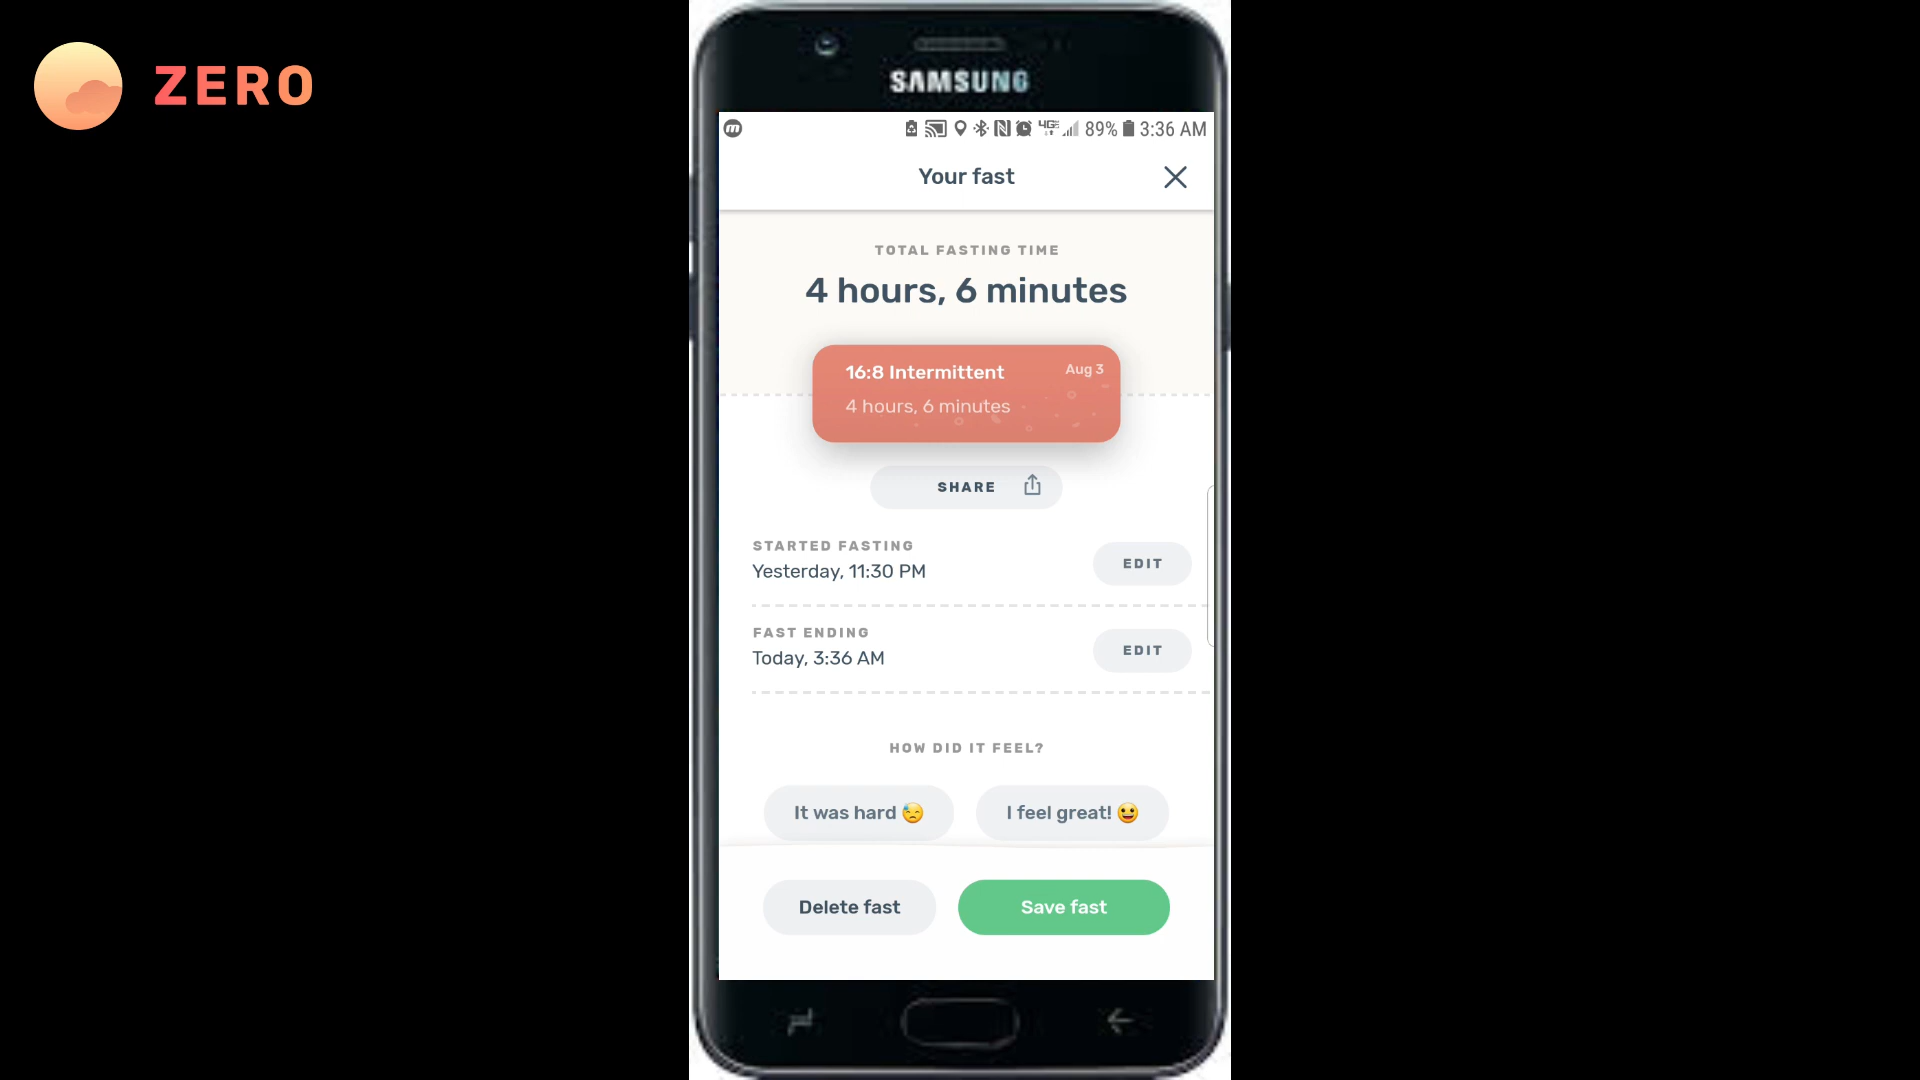 ZERO
SAMSUNG
89% 3:36 AM
Your fast
TOTAL FASTING TIME
4 hours, 6 minutes
16:8 Intermittent
Aug 3
4 hours, 6 minutes
SHARE
STARTED FASTING
Yesterday, 11:30 PM
EDIT
FAST ENDING
Today, 3:36 AM
EDIT
HOW DID IT FEEL?
It was hard 😓
I feel great! 😀
Delete fast
Save fast